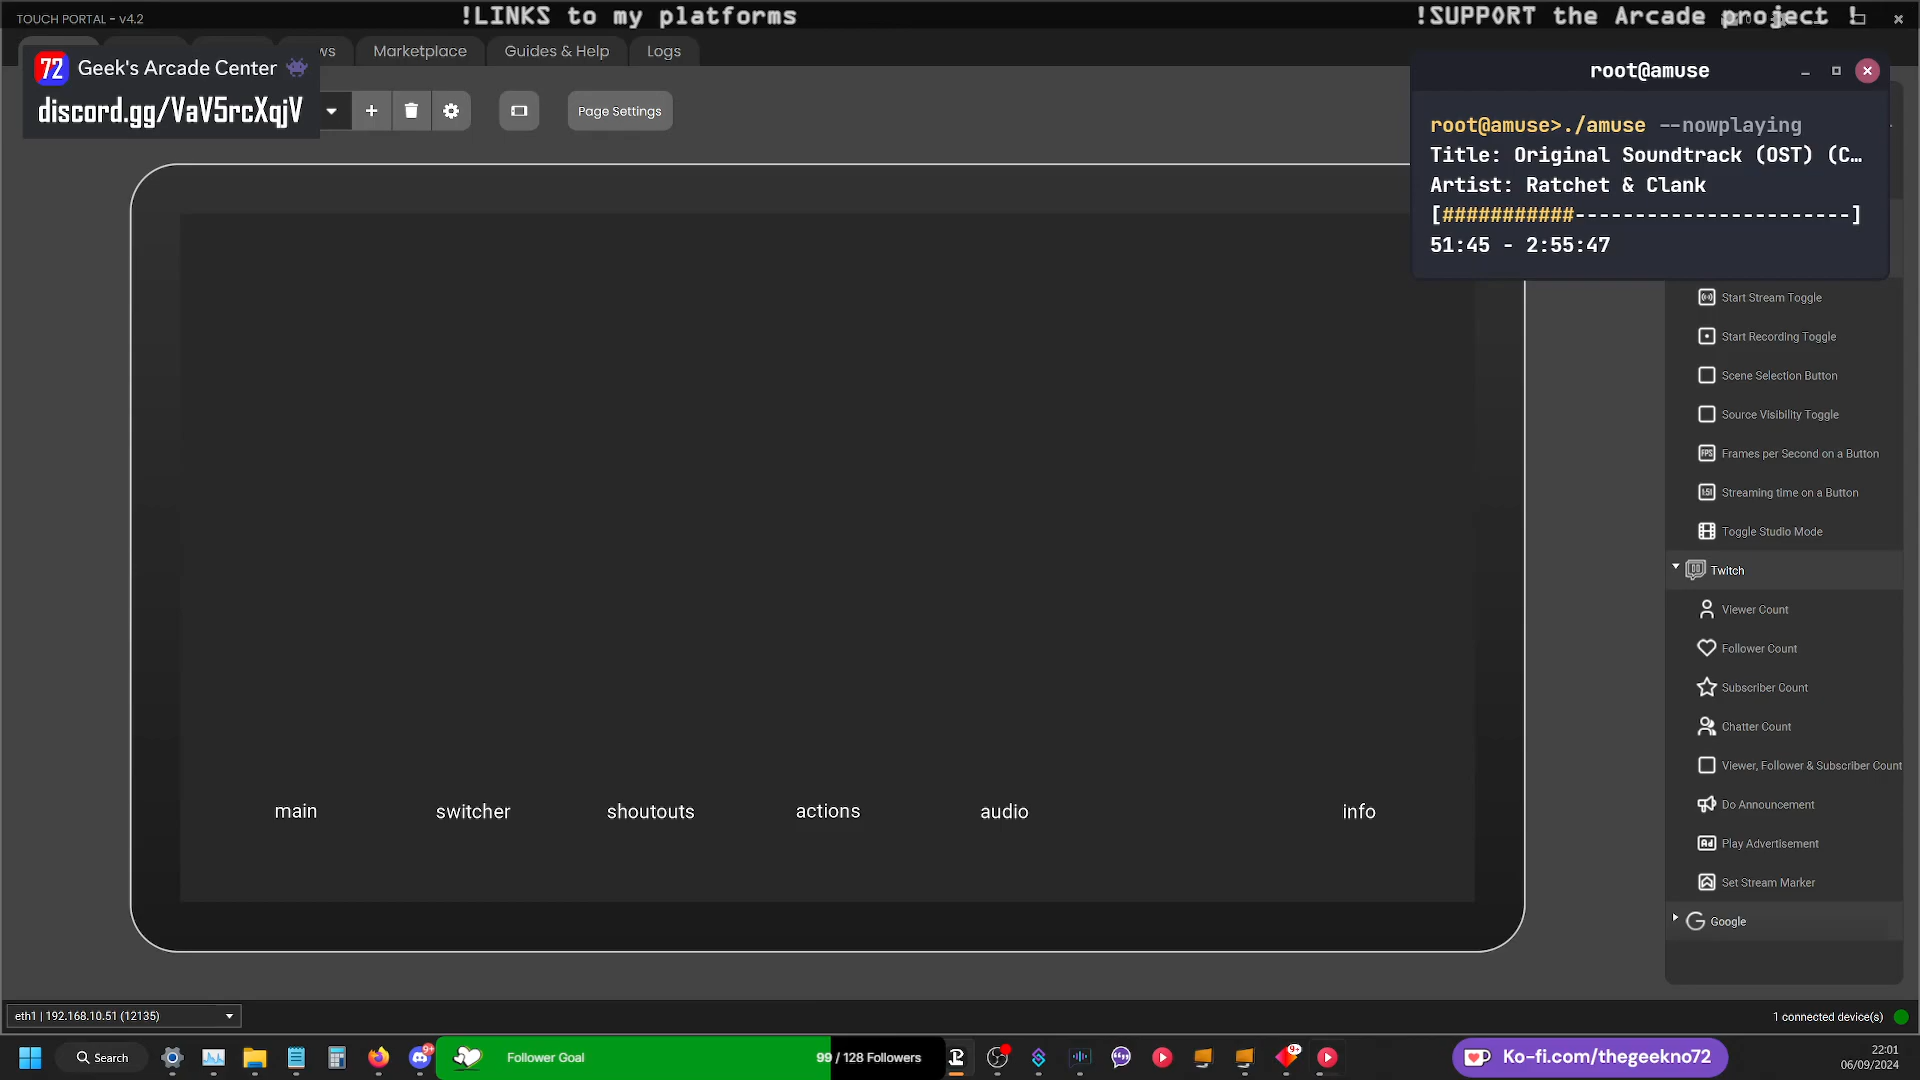 TOUCH PORTAL - v4.2
!LINKS to my platforms
!SUPPORT the Arcade project !
ws
Marketplace
Guides & Help
Logs
72 Geek's Arcade Center
discord.gg/VaV5rcXqjV
Page Settings
root@amuse
root@amuse>./amuse --nowplaying
Title: Original Soundtrack (OST) (C…
Artist: Ratchet & Clank
[###########-----------------------]
51:45 - 2:55:47
Start Stream Toggle
Start Recording Toggle
Scene Selection Button
Source Visibility Toggle
FPS Frames per Second on a Button
Streaming time on a Button
Toggle Studio Mode
Twitch
Viewer Count
Follower Count
Subscriber Count
Chatter Count
Viewer, Follower & Subscriber Count
Do Announcement
Ad Play Advertisement
Set Stream Marker
Google
main
switcher
shoutouts
actions
audio
info
eth1 | 192.168.10.51 (12135)
1 connected device(s)
Search
9+
Follower Goal
99 / 128 Followers
9+
Ko-fi.com/thegeekno72
22:01
06/09/2024